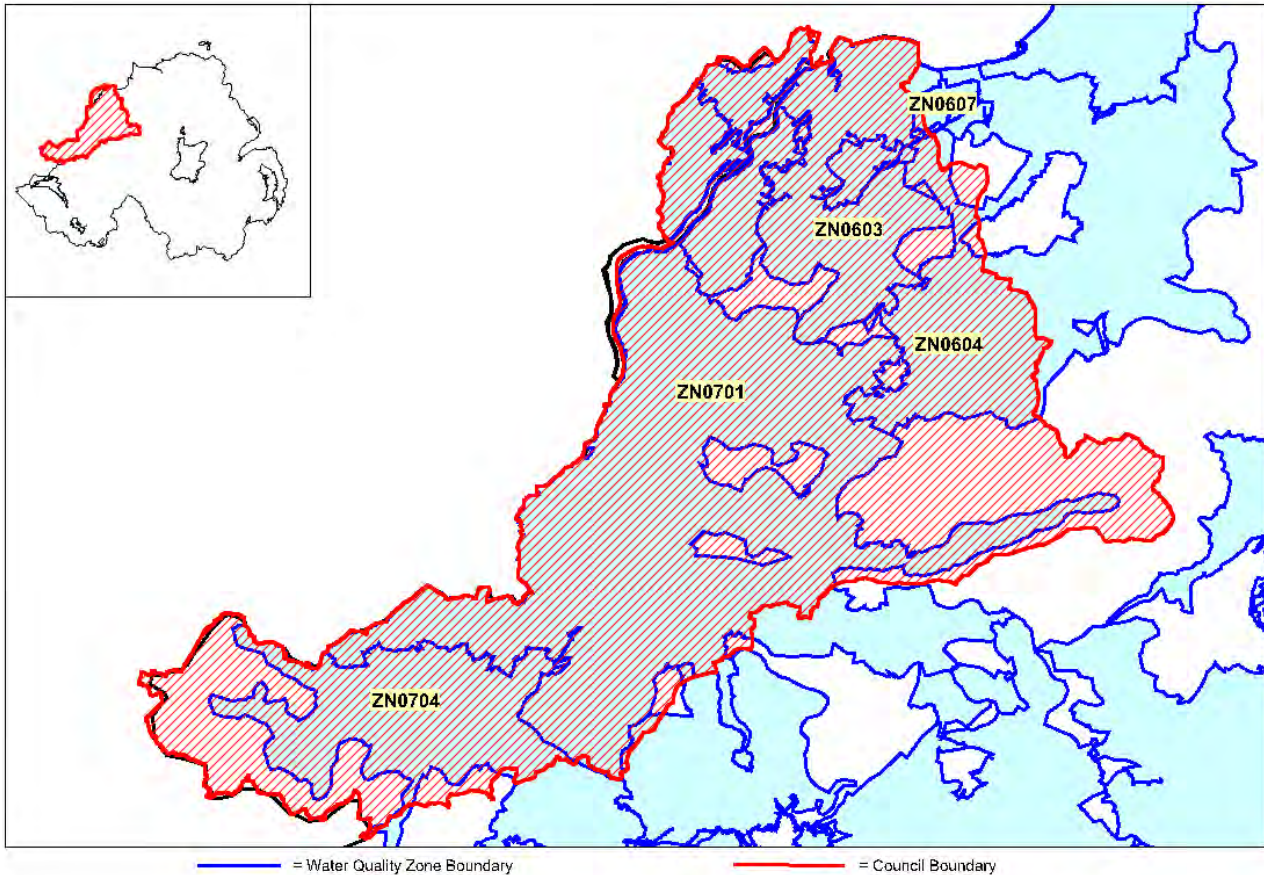 ZN0607
ZN0603
ZN0604
ZN0701
ZN0704
= Water Quality Zone Boundary
= Council Boundary